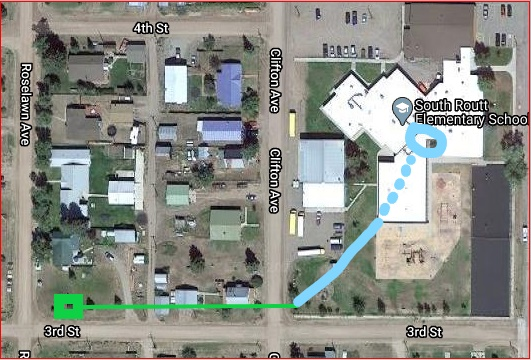 4th St
Roselawn Ave
Clifton Ave
South Routt
Elementary Schoo
Clifton Ave
3rd St
3rd St
R
C